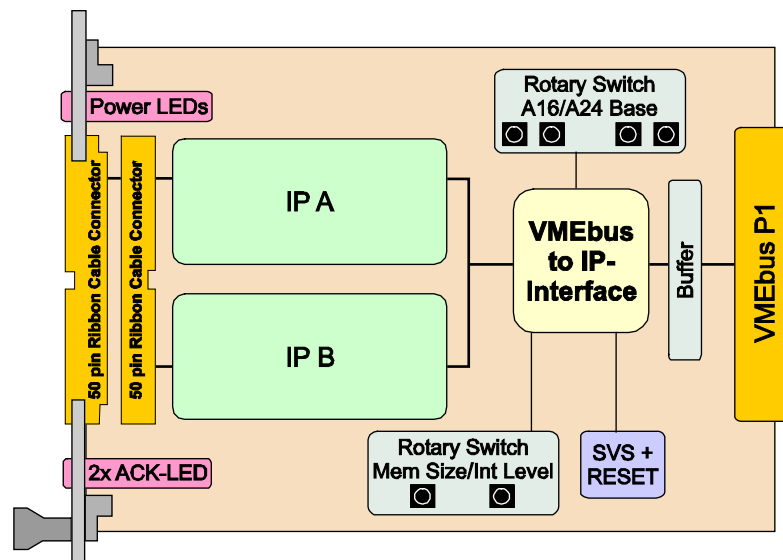 Power LEDs
Rotary Switch
A16/A24 Base
50 pin Ribbon Cable Connector
50 pin Ribbon Cable Connector
IP A
IP B
VMEbus
to IP-
Interface
Buffer
VMEbus P1
2x ACK-LED
Rotary Switch
Mem Size/Int Level
SVS +
RESET